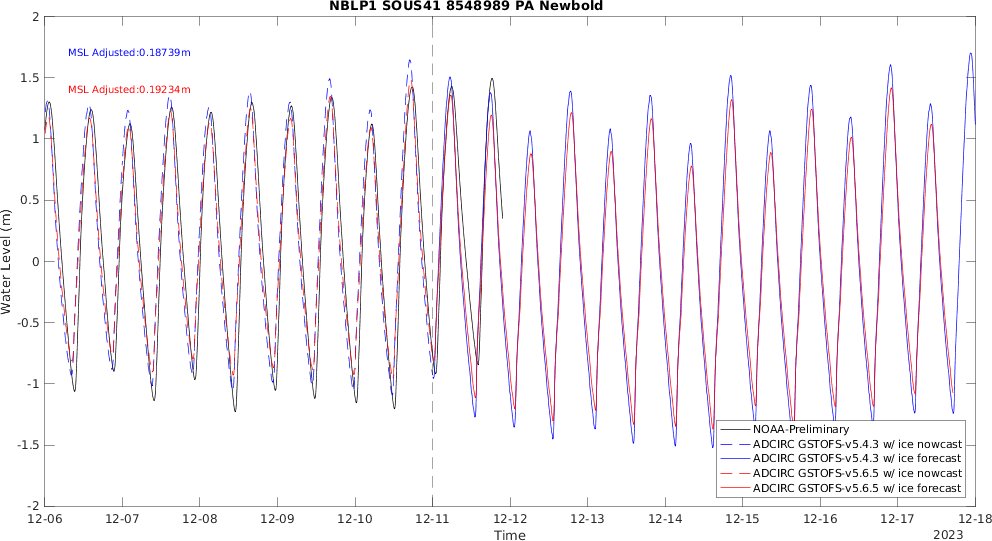 NBLP1 SOUS41 8548989 PA Newbold
2
1.5
1
0.5
0
-0.5
-1
-1.5
-2
Water Level (m)
MSL Adjusted:0.18739m
MSL Adjusted:0.19234m
NOAA-Preliminary
ADCIRC GSTOFS-v5.4.3 w/ ice nowcast
ADCIRC GSTOFS-v5.4.3 w/ ice forecast
ADCIRC GSTOFS-v5.6.5 w/ ice nowcast
ADCIRC GSTOFS-v5.6.5 w/ ice forecast
12-06 12-07 12-08 12-09 12-10 12-11 12-12 12-13 12-14 12-15 12-16 12-17 12-18
Time
2023